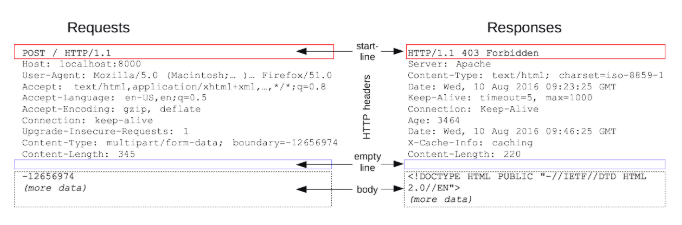 Requests
Responses
start-line
HTTP headers
empty line
body
POST / HTTP/1.1
Host: localhost:8000
User-Agent: Mozilla/5.0 (Macintosh;… )… Firefox/51.0
Accept: text/html,application/xhtml+xml,…,*/*;q=0.8
Accept-Language: en-US,en;q=0.5
Accept-Encoding: gzip, deflate
Connection: keep-alive
Upgrade-Insecure-Requests: 1
Content-Type: multipart/form-data; boundary=-12656974
Content-Length: 345
-12656974
(more data)
HTTP/1.1 403 Forbidden
Server: Apache
Content-Type: text/html; charset=iso-8859-1
Date: Wed, 10 Aug 2016 09:23:25 GMT
Keep-Alive: timeout=5, max=1000
Connection: Keep-Alive
Age: 3464
Date: Wed, 10 Aug 2016 09:46:25 GMT
X-Cache-Info: caching
Content-Length: 220
<!DOCTYPE HTML PUBLIC "-//IETF//DTD HTML
2.0//EN">
(more data)